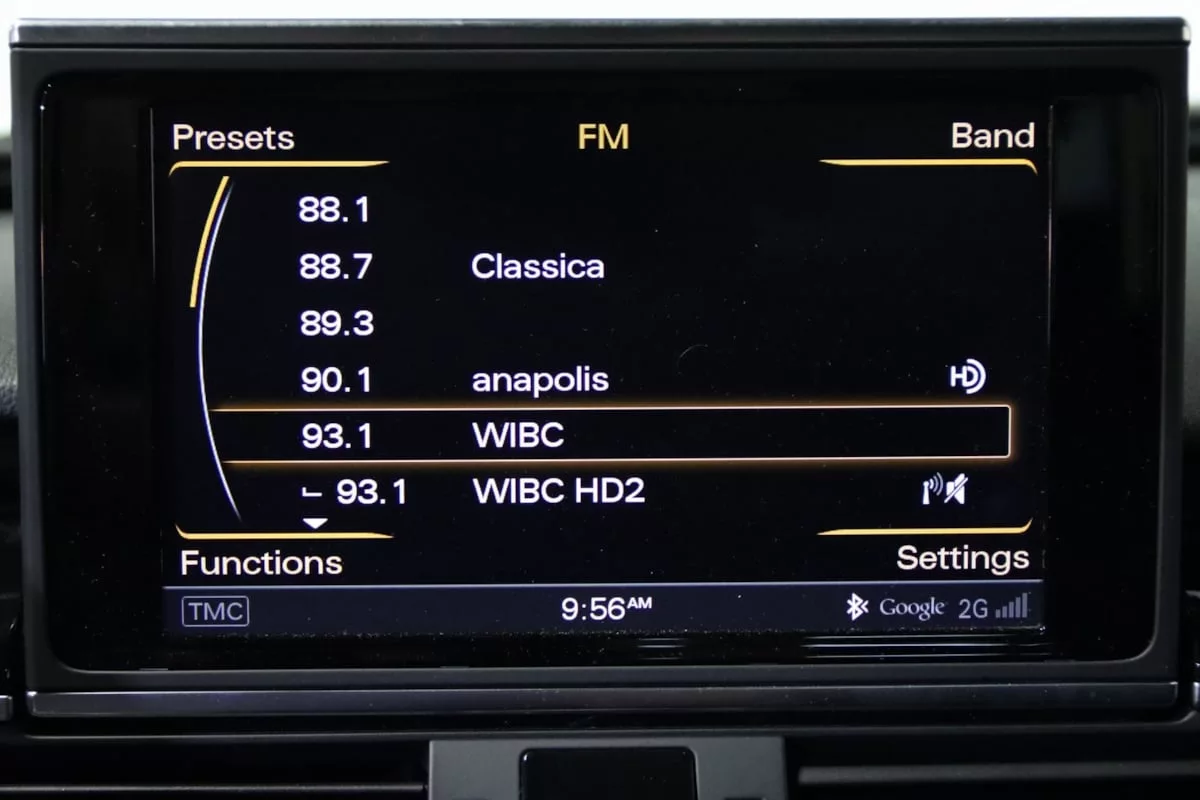 Presets FM Band
88.1
88.7 Classica
89.3
90.1 anapolis HD
93.1 WIBC
93.1 WIBC HD2
Functions Settings
TMC 9:56AM Google 2G